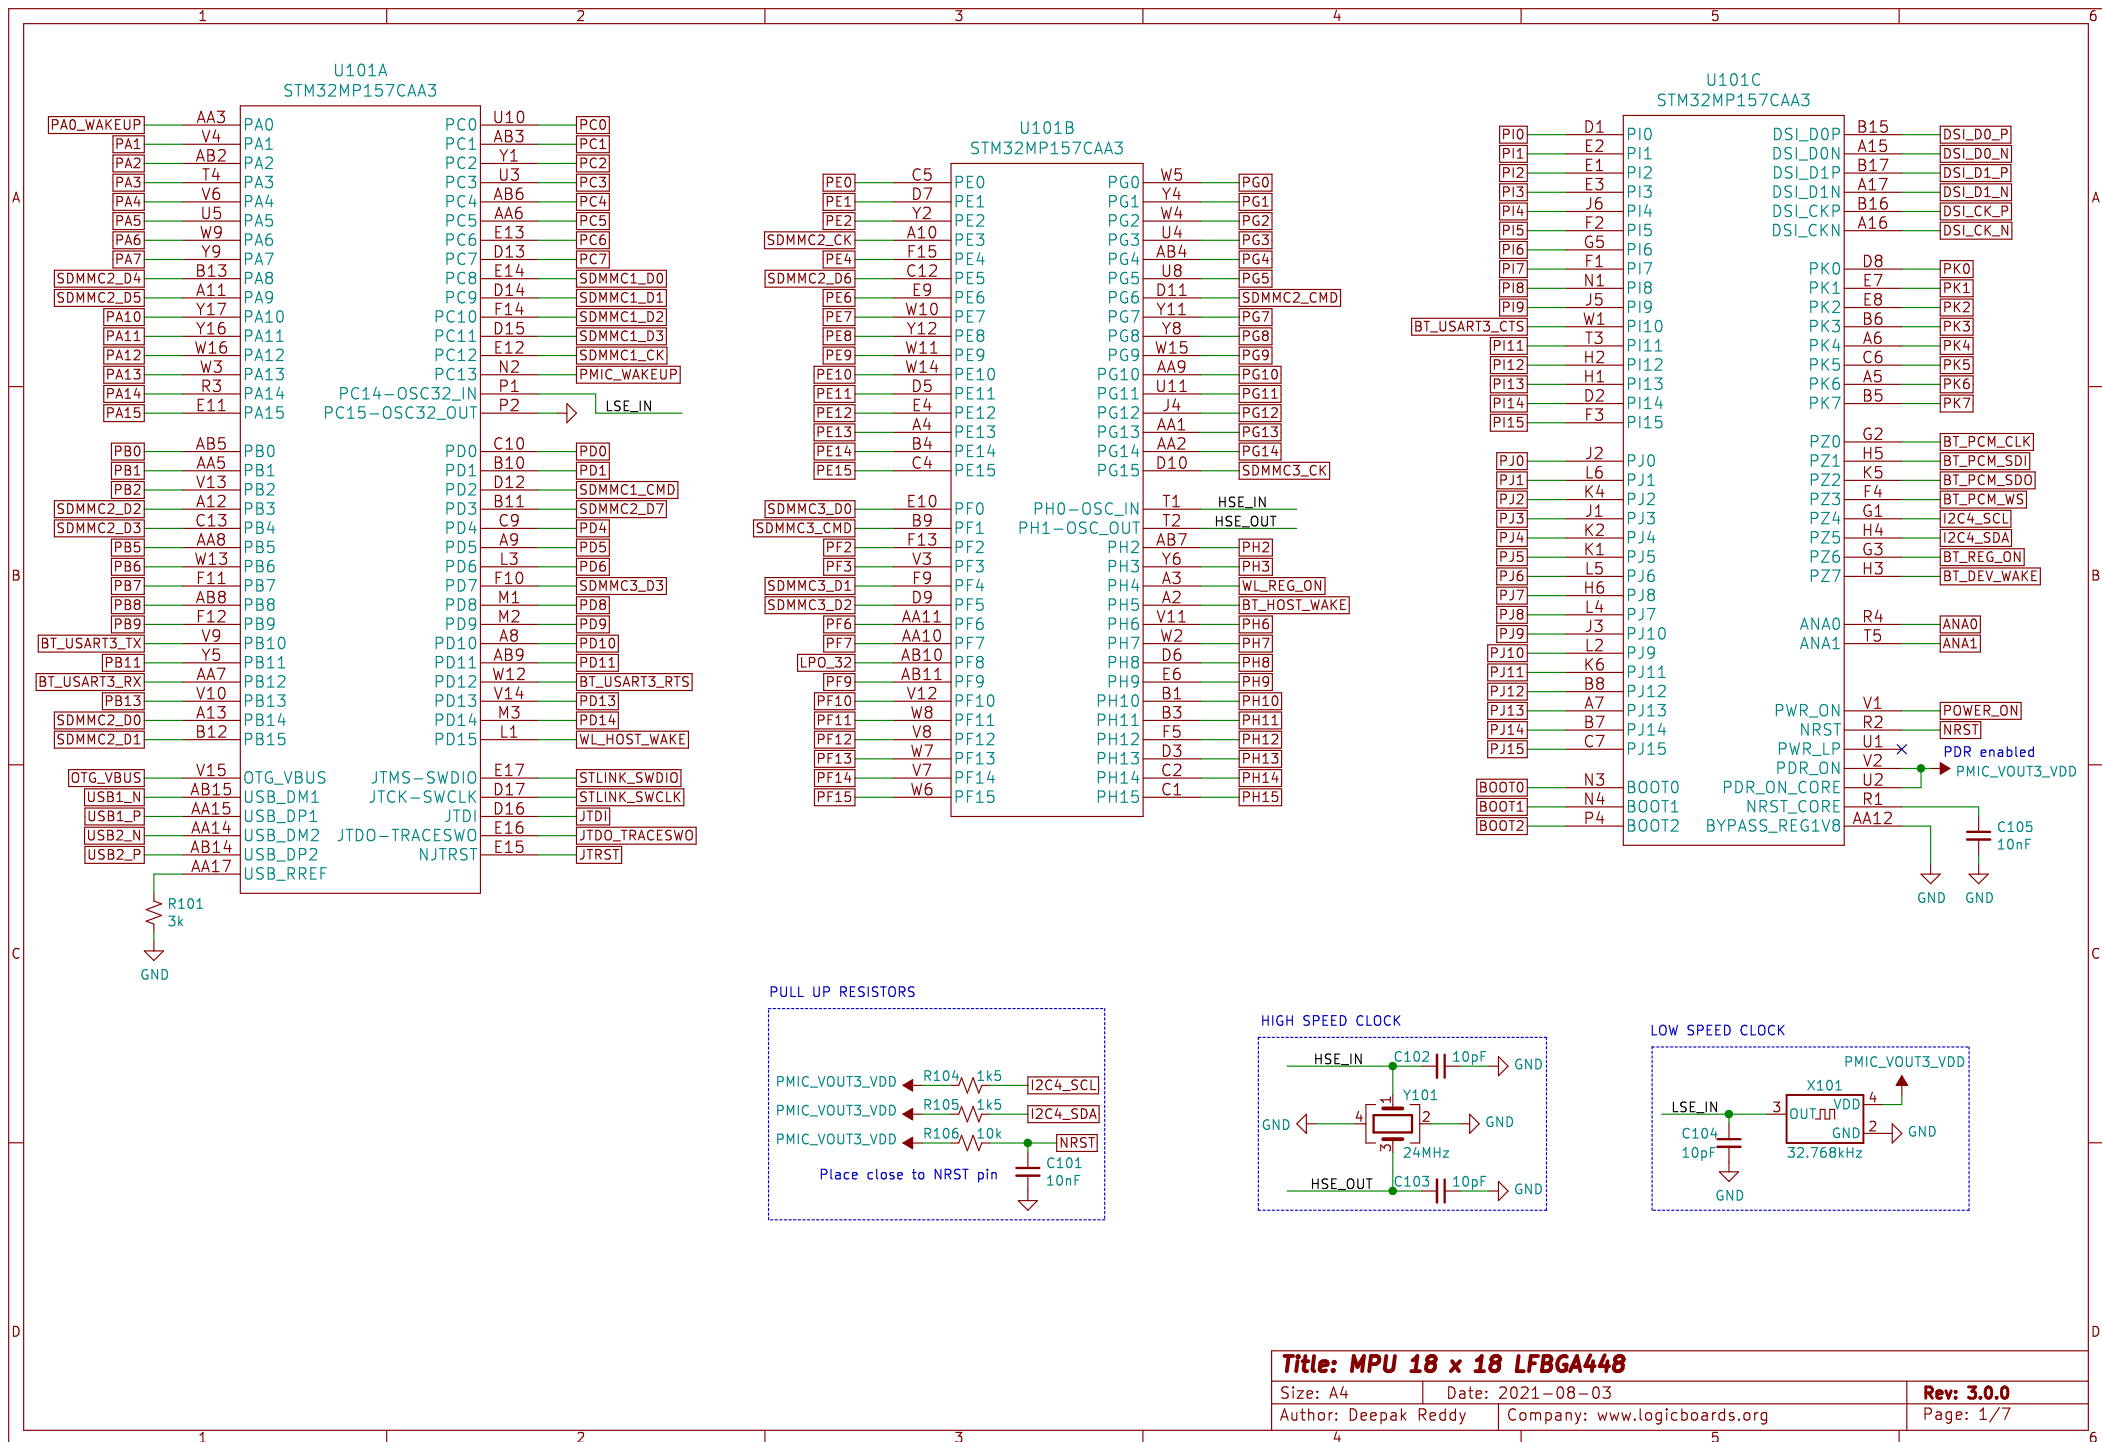 1 2 3 4 5 6
A
B
C
D
U101A
STM32MP157CAA3
PA0_WAKEUP AA3 PA0 PC0 U10 PC0
PA1 V4 PA1 PC1 AB3 PC1
PA2 AB2 PA2 PC2 Y1 PC2
PA3 T4 PA3 PC3 U3 PC3
PA4 V6 PA4 PC4 AB6 PC4
PA5 U5 PA5 PC5 AA6 PC5
PA6 W9 PA6 PC6 E13 PC6
PA7 Y9 PA7 PC7 D13 PC7
SDMMC2_D4 B13 PA8 PC8 E14 SDMMC1_D0
SDMMC2_D5 A11 PA9 PC9 D14 SDMMC1_D1
PA10 Y17 PA10 PC10 F14 SDMMC1_D2
PA11 Y16 PA11 PC11 D15 SDMMC1_D3
PA12 W16 PA12 PC12 E12 SDMMC1_CK
PA13 W3 PA13 PC13 N2 PMIC_WAKEUP
PA14 R3 PA14 PC14-OSC32_IN P1
PA15 E11 PA15 PC15-OSC32_OUT P2 LSE_IN
PB0 AB5 PB0 PD0 C10 PD0
PB1 AA5 PB1 PD1 B10 PD1
PB2 V13 PB2 PD2 D12 SDMMC1_CMD
SDMMC2_D2 A12 PB3 PD3 B11 SDMMC2_D7
SDMMC2_D3 C13 PB4 PD4 C9 PD4
PB5 AA8 PB5 PD5 A9 PD5
PB6 W13 PB6 PD6 L3 PD6
PB7 F11 PB7 PD7 F10 SDMMC3_D3
PB8 AB8 PB8 PD8 M1 PD8
PB9 F12 PB9 PD9 M2 PD9
BT_USART3_TX V9 PB10 PD10 A8 PD10
PB11 Y5 PB11 PD11 AB9 PD11
BT_USART3_RX AA7 PB12 PD12 W12 BT_USART3_RTS
PB13 V10 PB13 PD13 V14 PD13
SDMMC2_D0 A13 PB14 PD14 M3 PD14
SDMMC2_D1 B12 PB15 PD15 L1 WL_HOST_WAKE
OTG_VBUS V15 OTG_VBUS JTMS-SWDIO E17 STLINK_SWDIO
USB1_N AB15 USB_DM1 JTCK-SWCLK D17 STLINK_SWCLK
USB1_P AA15 USB_DP1 JTDI D16 JTDI
USB2_N AA14 USB_DM2 JTDO-TRACESWO E16 JTDO_TRACESWO
USB2_P AB14 USB_DP2 NJTRST E15 JTRST
AA17 USB_RREF
R101
3k
GND
U101B
STM32MP157CAA3
PE0 C5 PE0 PG0 W5 PG0
PE1 D7 PE1 PG1 Y4 PG1
PE2 Y2 PE2 PG2 W4 PG2
SDMMC2_CK A10 PE3 PG3 U4 PG3
PE4 F15 PE4 PG4 AB4 PG4
SDMMC2_D6 C12 PE5 PG5 U8 PG5
PE6 E9 PE6 PG6 D11 SDMMC2_CMD
PE7 W10 PE7 PG7 Y11 PG7
PE8 Y12 PE8 PG8 Y8 PG8
PE9 W11 PE9 PG9 W15 PG9
PE10 W14 PE10 PG10 AA9 PG10
PE11 D5 PE11 PG11 U11 PG11
PE12 E4 PE12 PG12 J4 PG12
PE13 A4 PE13 PG13 AA1 PG13
PE14 B4 PE14 PG14 AA2 PG14
PE15 C4 PE15 PG15 D10 SDMMC3_CK
SDMMC3_D0 E10 PF0 PH0-OSC_IN T1 HSE_IN
SDMMC3_CMD B9 PF1 PH1-OSC_OUT T2 HSE_OUT
PF2 F13 PF2 PH2 AB7 PH2
PF3 V3 PF3 PH3 Y6 PH3
SDMMC3_D1 F9 PF4 PH4 A3 WL_REG_ON
SDMMC3_D2 D9 PF5 PH5 A2 BT_HOST_WAKE
PF6 AA11 PF6 PH6 V11 PH6
PF7 AA10 PF7 PH7 W2 PH7
LPO_32 AB10 PF8 PH8 D6 PH8
PF9 AB11 PF9 PH9 E6 PH9
PF10 V12 PF10 PH10 B1 PH10
PF11 W8 PF11 PH11 B3 PH11
PF12 V8 PF12 PH12 F5 PH12
PF13 W7 PF13 PH13 D3 PH13
PF14 V7 PF14 PH14 C2 PH14
PF15 W6 PF15 PH15 C1 PH15
U101C
STM32MP157CAA3
PI0 D1 PI0 DSI_D0P B15 DSI_D0_P
PI1 E2 PI1 DSI_D0N A15 DSI_D0_N
PI2 E1 PI2 DSI_D1P B17 DSI_D1_P
PI3 E3 PI3 DSI_D1N A17 DSI_D1_N
PI4 J6 PI4 DSI_CKP B16 DSI_CK_P
PI5 F2 PI5 DSI_CKN A16 DSI_CK_N
PI6 G5 PI6
PI7 F1 PI7 PK0 D8 PK0
PI8 N1 PI8 PK1 E7 PK1
PI9 J5 PI9 PK2 E8 PK2
BT_USART3_CTS W1 PI10 PK3 B6 PK3
PI11 T3 PI11 PK4 A6 PK4
PI12 H2 PI12 PK5 C6 PK5
PI13 H1 PI13 PK6 A5 PK6
PI14 D2 PI14 PK7 B5 PK7
PI15 F3 PI15
PZ0 G2 BT_PCM_CLK
PJ0 J2 PJ0 PZ1 H5 BT_PCM_SDI
PJ1 L6 PJ1 PZ2 K5 BT_PCM_SDO
PJ2 K4 PJ2 PZ3 F4 BT_PCM_WS
PJ3 J1 PJ3 PZ4 G1 I2C4_SCL
PJ4 K2 PJ4 PZ5 H4 I2C4_SDA
PJ5 K1 PJ5 PZ6 G3 BT_REG_ON
PJ6 L5 PJ6 PZ7 H3 BT_DEV_WAKE
PJ7 H6 PJ8
PJ8 L4 PJ7 ANA0 R4 ANA0
PJ9 J3 PJ10 ANA1 T5 ANA1
PJ10 L2 PJ9
PJ11 K6 PJ11
PJ12 B8 PJ12
PJ13 A7 PJ13 PWR_ON V1 POWER_ON
PJ14 B7 PJ14 NRST R2 NRST
PJ15 C7 PJ15 PWR_LP U1 PDR enabled
PDR_ON V2 PMIC_VOUT3_VDD
BOOT0 N3 BOOT0 PDR_ON_CORE U2
BOOT1 N4 BOOT1 NRST_CORE R1
BOOT2 P4 BOOT2 BYPASS_REG1V8 AA12
C105
10nF
GND GND
PULL UP RESISTORS
PMIC_VOUT3_VDD R104 1k5 I2C4_SCL
PMIC_VOUT3_VDD R105 1k5 I2C4_SDA
PMIC_VOUT3_VDD R106 10k NRST
Place close to NRST pin
C101
10nF
HIGH SPEED CLOCK
HSE_IN C102 10pF GND
1 Y101
GND 4 2 GND
3 24MHz
HSE_OUT C103 10pF GND
LOW SPEED CLOCK
PMIC_VOUT3_VDD
X101
LSE_IN 3 OUT VDD 4
C104
10pF
GND 2 GND
32.768kHz
GND
Title: MPU 18 x 18 LFBGA448
Size: A4 Date: 2021-08-03 Rev: 3.0.0
Author: Deepak Reddy Company: www.logicboards.org Page: 1/7
A
B
C
D
1 2 3 4 5 6